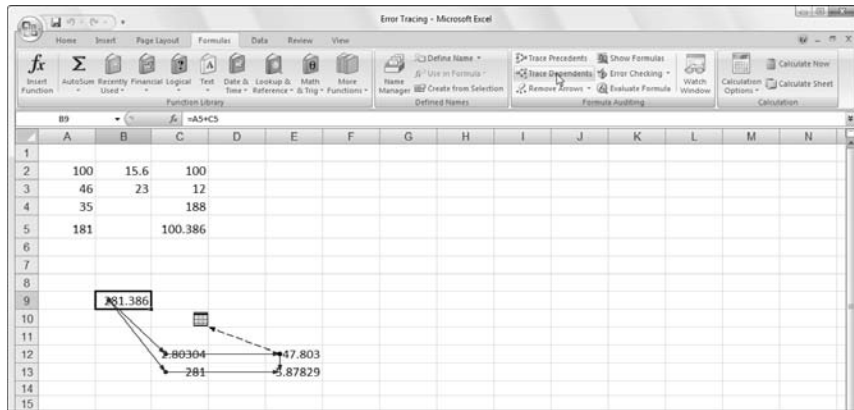 Error Tracing - Microsoft Excel
Home Insert Page Layout Formulas Data Review View
fx Σ Define Name Trace Precedents Show Formulas Calculate Now
Insert Function AutoSum Recently Used Financial Logical Text Date & Time Lookup & Reference Math & Trig More Functions Name Manager Use in Formula Trace Dependents Error Checking Watch Window Calculation Options Calculate Sheet
Create from Selection Remove Arrows Evaluate Formula
Function Library Defined Names Formula Auditing Calculation
B9 fx =A5+C5
A B C D E F G H I J K L M N
1
2 100 15.6 100
3 46 23 12
4 35 188
5 181 100.386
6
7
8
9 281.386
10
11
12 2.80304 47.803
13 281 5.87829
14
15